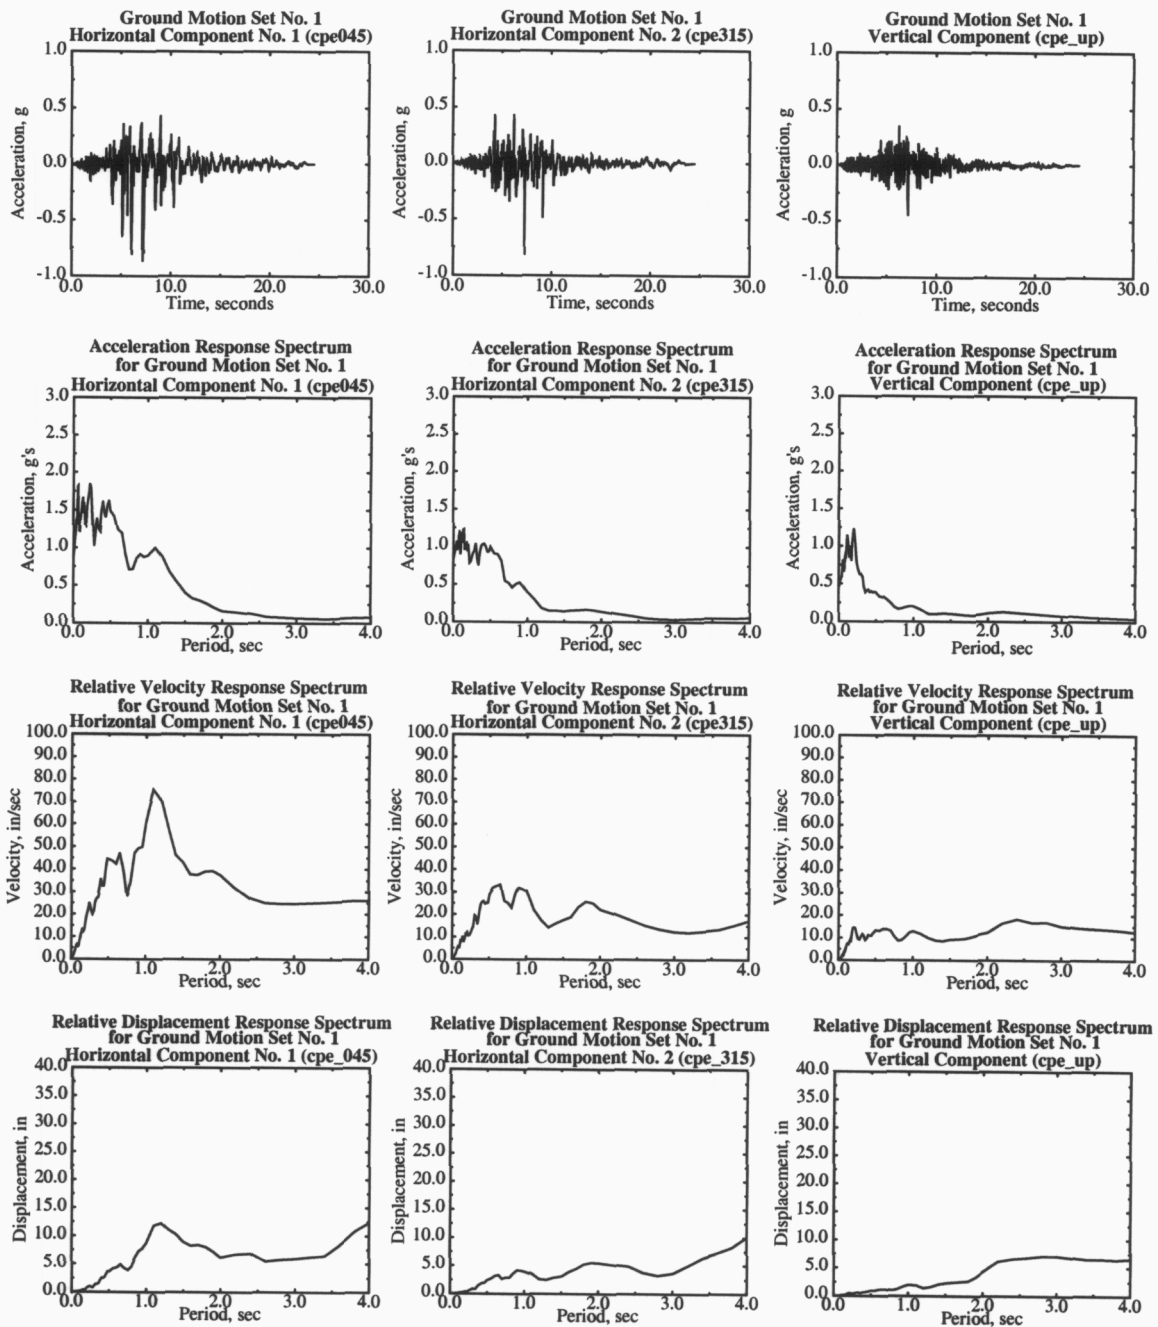 Ground Motion Set No. 1
Horizontal Component No. 1 (cpe045)
1.0
0.5
0.0
-0.5
-1.0
Acceleration, g
0.0
10.0
20.0
30.0
Time, seconds
Ground Motion Set No. 1
Horizontal Component No. 2 (cpe315)
1.0
0.5
0.0
-0.5
-1.0
Acceleration, g
0.0
10.0
20.0
30.0
Time, seconds
Ground Motion Set No. 1
Vertical Component (cpe_up)
1.0
0.5
0.0
-0.5
-1.0
Acceleration, g
0.0
10.0
20.0
30.0
Time, seconds
Acceleration Response Spectrum
for Ground Motion Set No. 1
Horizontal Component No. 1 (cpe045)
3.0
2.5
2.0
1.5
1.0
0.5
0.0
Acceleration, g's
0.0
1.0
2.0
3.0
4.0
Period, sec
Acceleration Response Spectrum
for Ground Motion Set No. 1
Horizontal Component No. 2 (cpe315)
3.0
2.5
2.0
1.5
1.0
0.5
0.0
Acceleration, g's
0.0
1.0
2.0
3.0
4.0
Period, sec
Acceleration Response Spectrum
for Ground Motion Set No. 1
Vertical Component (cpe_up)
3.0
2.5
2.0
1.5
1.0
0.5
0.0
Acceleration, g's
0.0
1.0
2.0
3.0
4.0
Period, sec
Relative Velocity Response Spectrum
for Ground Motion Set No. 1
Horizontal Component No. 1 (cpe045)
100.0
90.0
80.0
70.0
60.0
50.0
40.0
30.0
20.0
10.0
0.0
Velocity, in/sec
0.0
1.0
2.0
3.0
4.0
Period, sec
Relative Velocity Response Spectrum
for Ground Motion Set No. 1
Horizontal Component No. 2 (cpe315)
100.0
90.0
80.0
70.0
60.0
50.0
40.0
30.0
20.0
10.0
0.0
Velocity, in/sec
0.0
1.0
2.0
3.0
4.0
Period, sec
Relative Velocity Response Spectrum
for Ground Motion Set No. 1
Vertical Component (cpe_up)
100.0
90.0
80.0
70.0
60.0
50.0
40.0
30.0
20.0
10.0
0.0
Velocity, in/sec
0.0
1.0
2.0
3.0
4.0
Period, sec
Relative Displacement Response Spectrum
for Ground Motion Set No. 1
Horizontal Component No. 1 (cpe_045)
40.0
35.0
30.0
25.0
20.0
15.0
10.0
5.0
0.0
Displacement, in
0.0
1.0
2.0
3.0
4.0
Period, sec
Relative Displacement Response Spectrum
for Ground Motion Set No. 1
Horizontal Component No. 2 (cpe_315)
40.0
35.0
30.0
25.0
20.0
15.0
10.0
5.0
0.0
Displacement, in
0.0
1.0
2.0
3.0
4.0
Period, sec
Relative Displacement Response Spectrum
for Ground Motion Set No. 1
Vertical Component (cpe_up)
40.0
35.0
30.0
25.0
20.0
15.0
10.0
5.0
0.0
Displacement, in
0.0
1.0
2.0
3.0
4.0
Period, sec